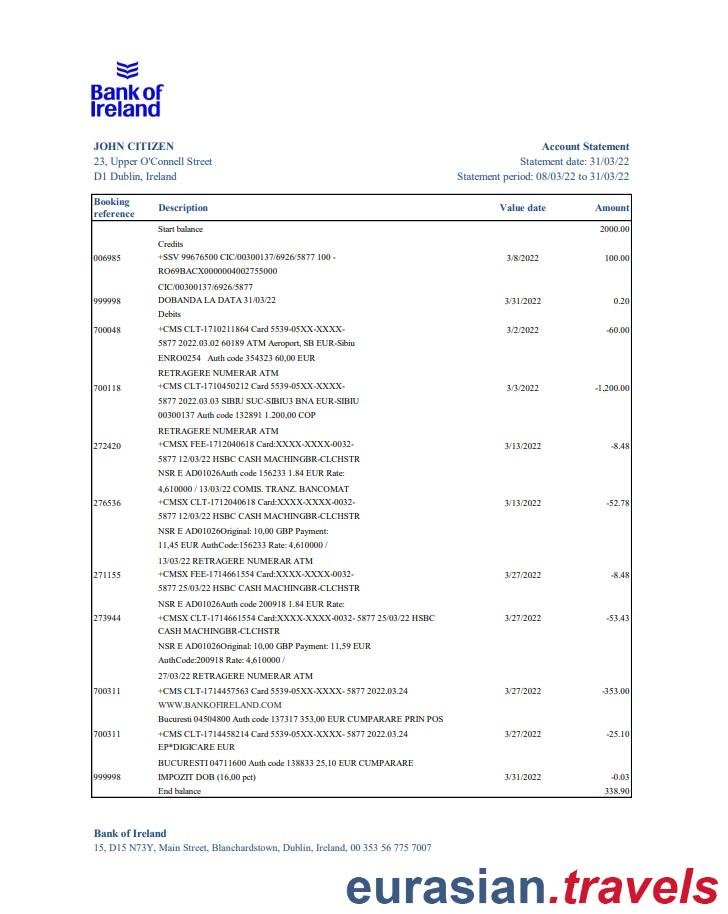 Bank of
Ireland
JOHN CITIZEN
23, Upper O'Connell Street
D1 Dublin, Ireland
Account Statement
Statement date: 31/03/22
Statement period: 08/03/22 to 31/03/22
Booking reference Description Value date Amount
Start balance 2000.00
Credits
006985 +SSV 99676500 CIC/00300137/6926/5877 100 - 3/8/2022 100.00
RO69BACX0000004002755000
CIC/00300137/6926/5877
999998 DOBANDA LA DATA 31/03/22 3/31/2022 0.20
Debits
700048 +CMS CLT-1710211864 Card 5539-05XX-XXXX- 3/2/2022 -60.00
5877 2022.03.02 60189 ATM Aeroport, SB EUR-Sibiu
ENRO0254 Auth code 354323 60,00 EUR
RETRAGERE NUMERAR ATM
700118 +CMS CLT-1710450212 Card 5539-05XX-XXXX- 3/3/2022 -1,200.00
5877 2022.03.03 SIBIU SUC-SIBIU3 BNA EUR-SIBIU
00300137 Auth code 132891 1.200,00 COP
RETRAGERE NUMERAR ATM
272420 +CMSX FEE-1712040618 Card:XXXX-XXXX-0032- 3/13/2022 -8.48
5877 12/03/22 HSBC CASH MACHINGBR-CLCHSTR
NSR E AD01026Auth code 156233 1.84 EUR Rate:
4,610000 / 13/03/22 COMIS. TRANZ. BANCOMAT
276536 +CMSX CLT-1712040618 Card:XXXX-XXXX-0032- 3/13/2022 -52.78
5877 12/03/22 HSBC CASH MACHINGBR-CLCHSTR
NSR E AD01026Original: 10,00 GBP Payment:
11,45 EUR AuthCode:156233 Rate: 4,610000 /
13/03/22 RETRAGERE NUMERAR ATM
271155 +CMSX FEE-1714661554 Card:XXXX-XXXX-0032- 3/27/2022 -8.48
5877 25/03/22 HSBC CASH MACHINGBR-CLCHSTR
NSR E AD01026Auth code 200918 1.84 EUR Rate:
273944 +CMSX CLT-1714661554 Card:XXXX-XXXX-0032- 5877 25/03/22 HSBC 3/27/2022 -53.43
CASH MACHINGBR-CLCHSTR
NSR E AD01026Original: 10,00 GBP Payment: 11,59 EUR
AuthCode:200918 Rate: 4,610000 /
27/03/22 RETRAGERE NUMERAR ATM
700311 +CMS CLT-1714457563 Card 5539-05XX-XXXX- 5877 2022.03.24 3/27/2022 -353.00
WWW.BANKOFIRELAND.COM
Bucuresti 04504800 Auth code 137317 353,00 EUR CUMPARARE PRIN POS
700311 +CMS CLT-1714458214 Card 5539-05XX-XXXX- 5877 2022.03.24 3/27/2022 -25.10
EP*DIGICARE EUR
BUCURESTI 04711600 Auth code 138833 25,10 EUR CUMPARARE
999998 IMPOZIT DOB (16,00 pct) 3/31/2022 -0.03
End balance 338.90
Bank of Ireland
15, D15 N73Y, Main Street, Blanchardstown, Dublin, Ireland, 00 353 56 775 7007
eurasian.travels